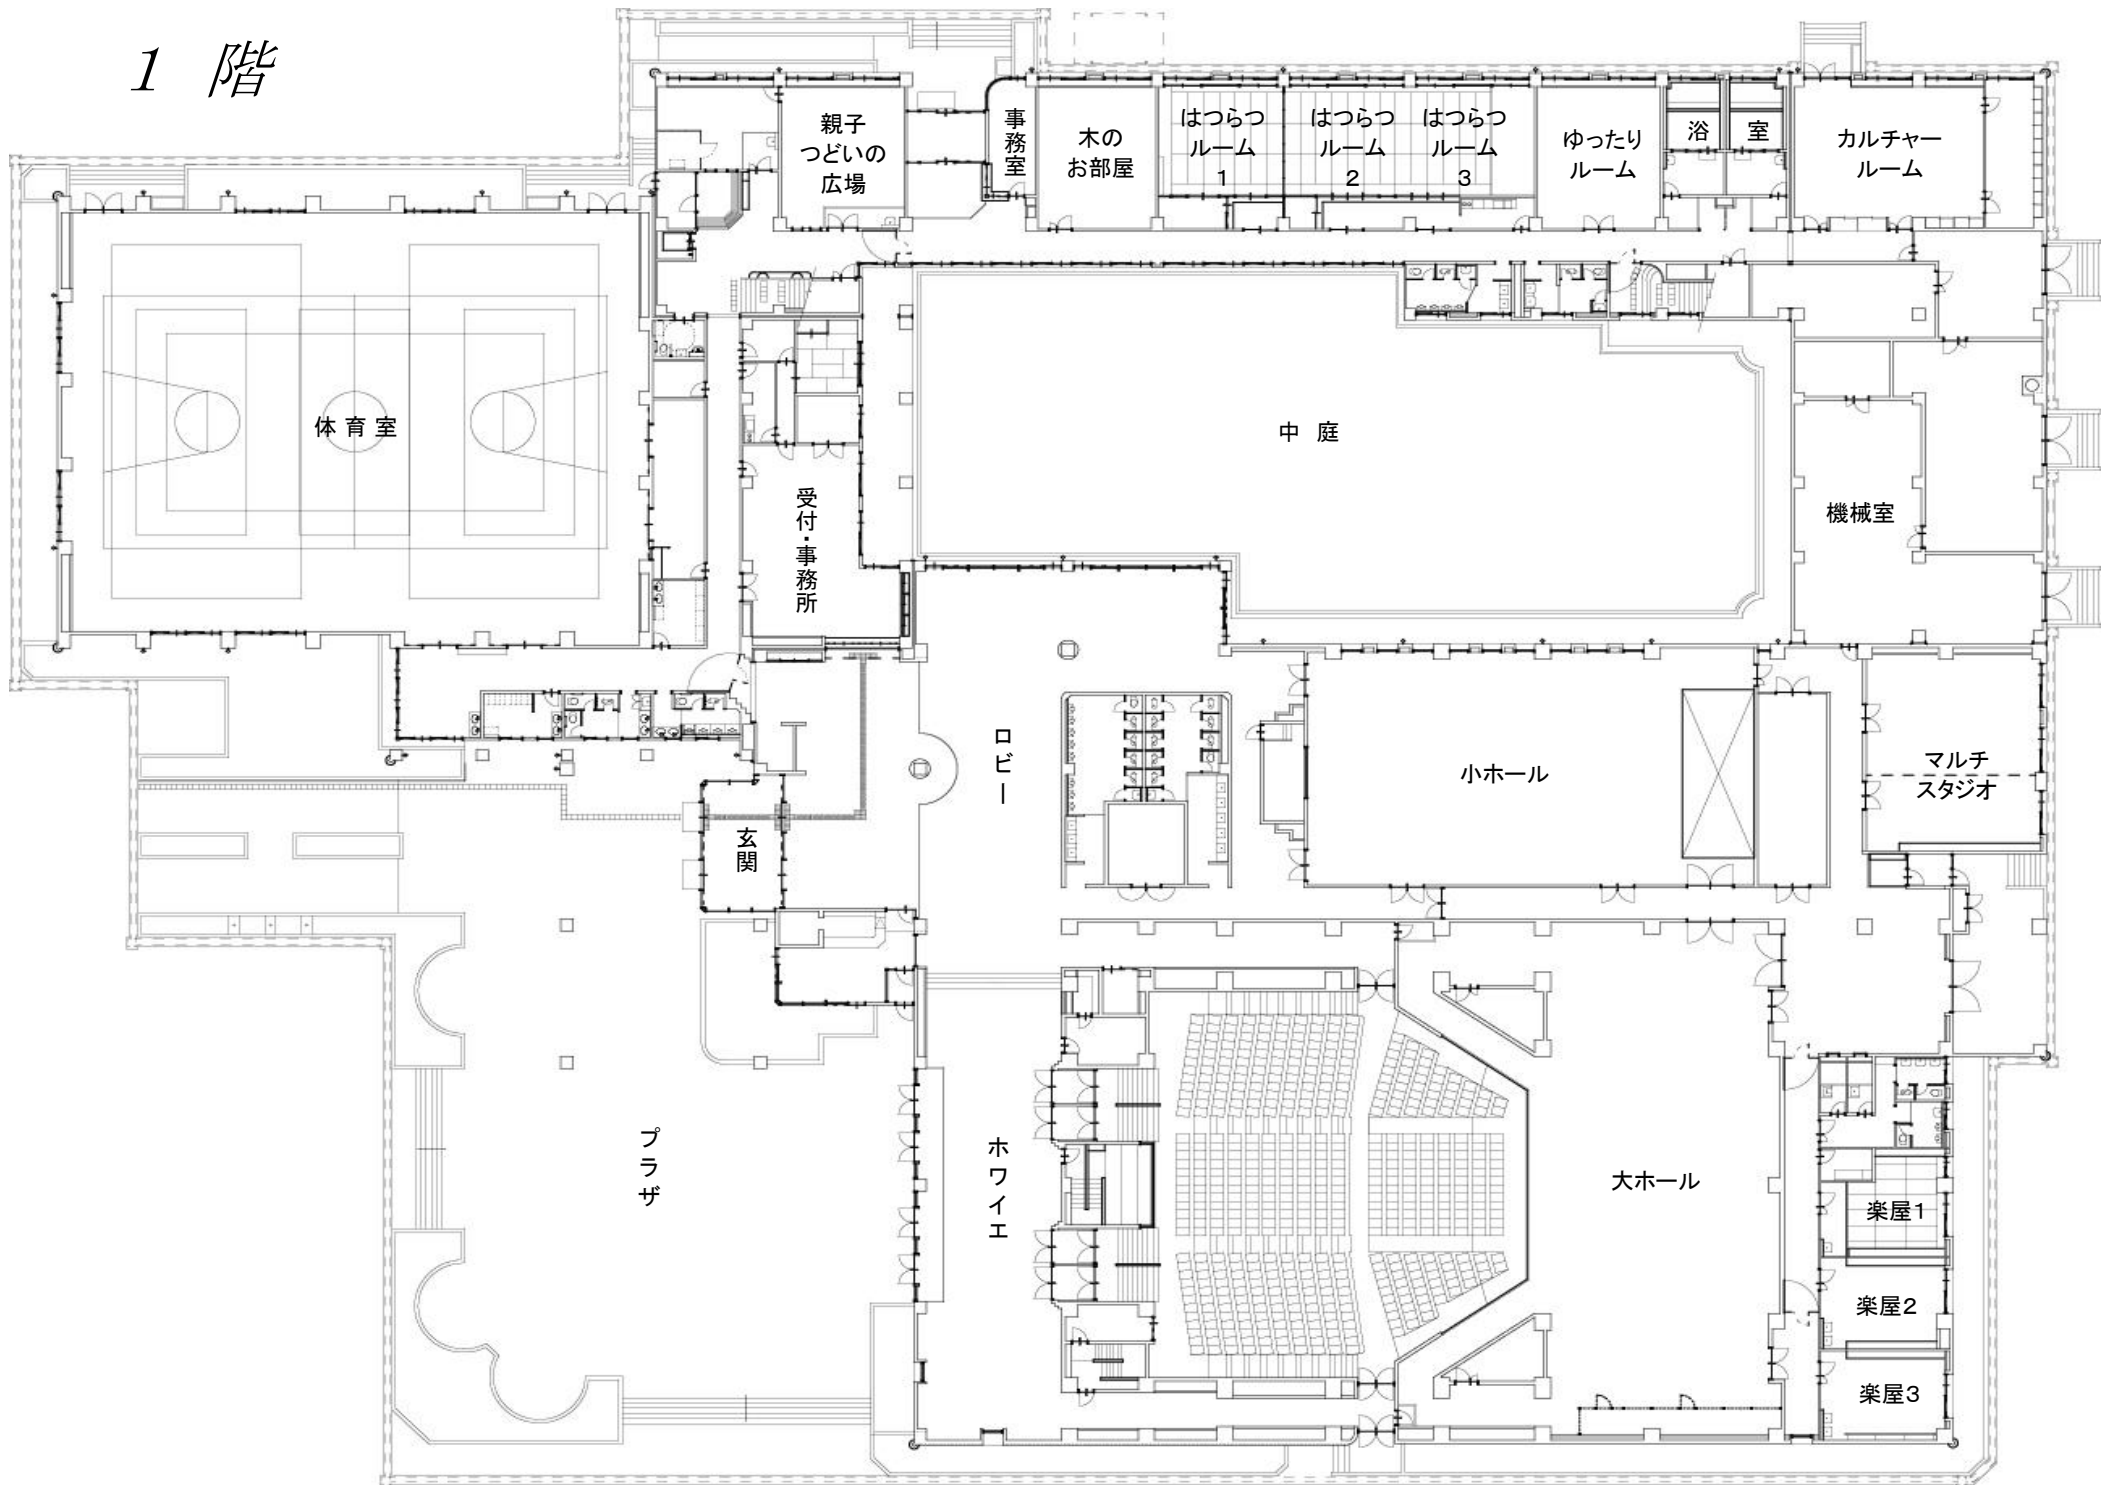 1 階
親子
つどいの
広場
事務室
木の
お部屋
はつらつ
ルーム
1
はつらつ
ルーム
2
はつらつ
ルーム
3
ゆったり
ルーム
浴 室
カルチャー
ルーム
体育室
中 庭
受付・事務所
機械室
ロビー
小ホール
マルチ
スタジオ
玄関
プラザ
ホワイエ
大ホール
楽屋1
楽屋2
楽屋3